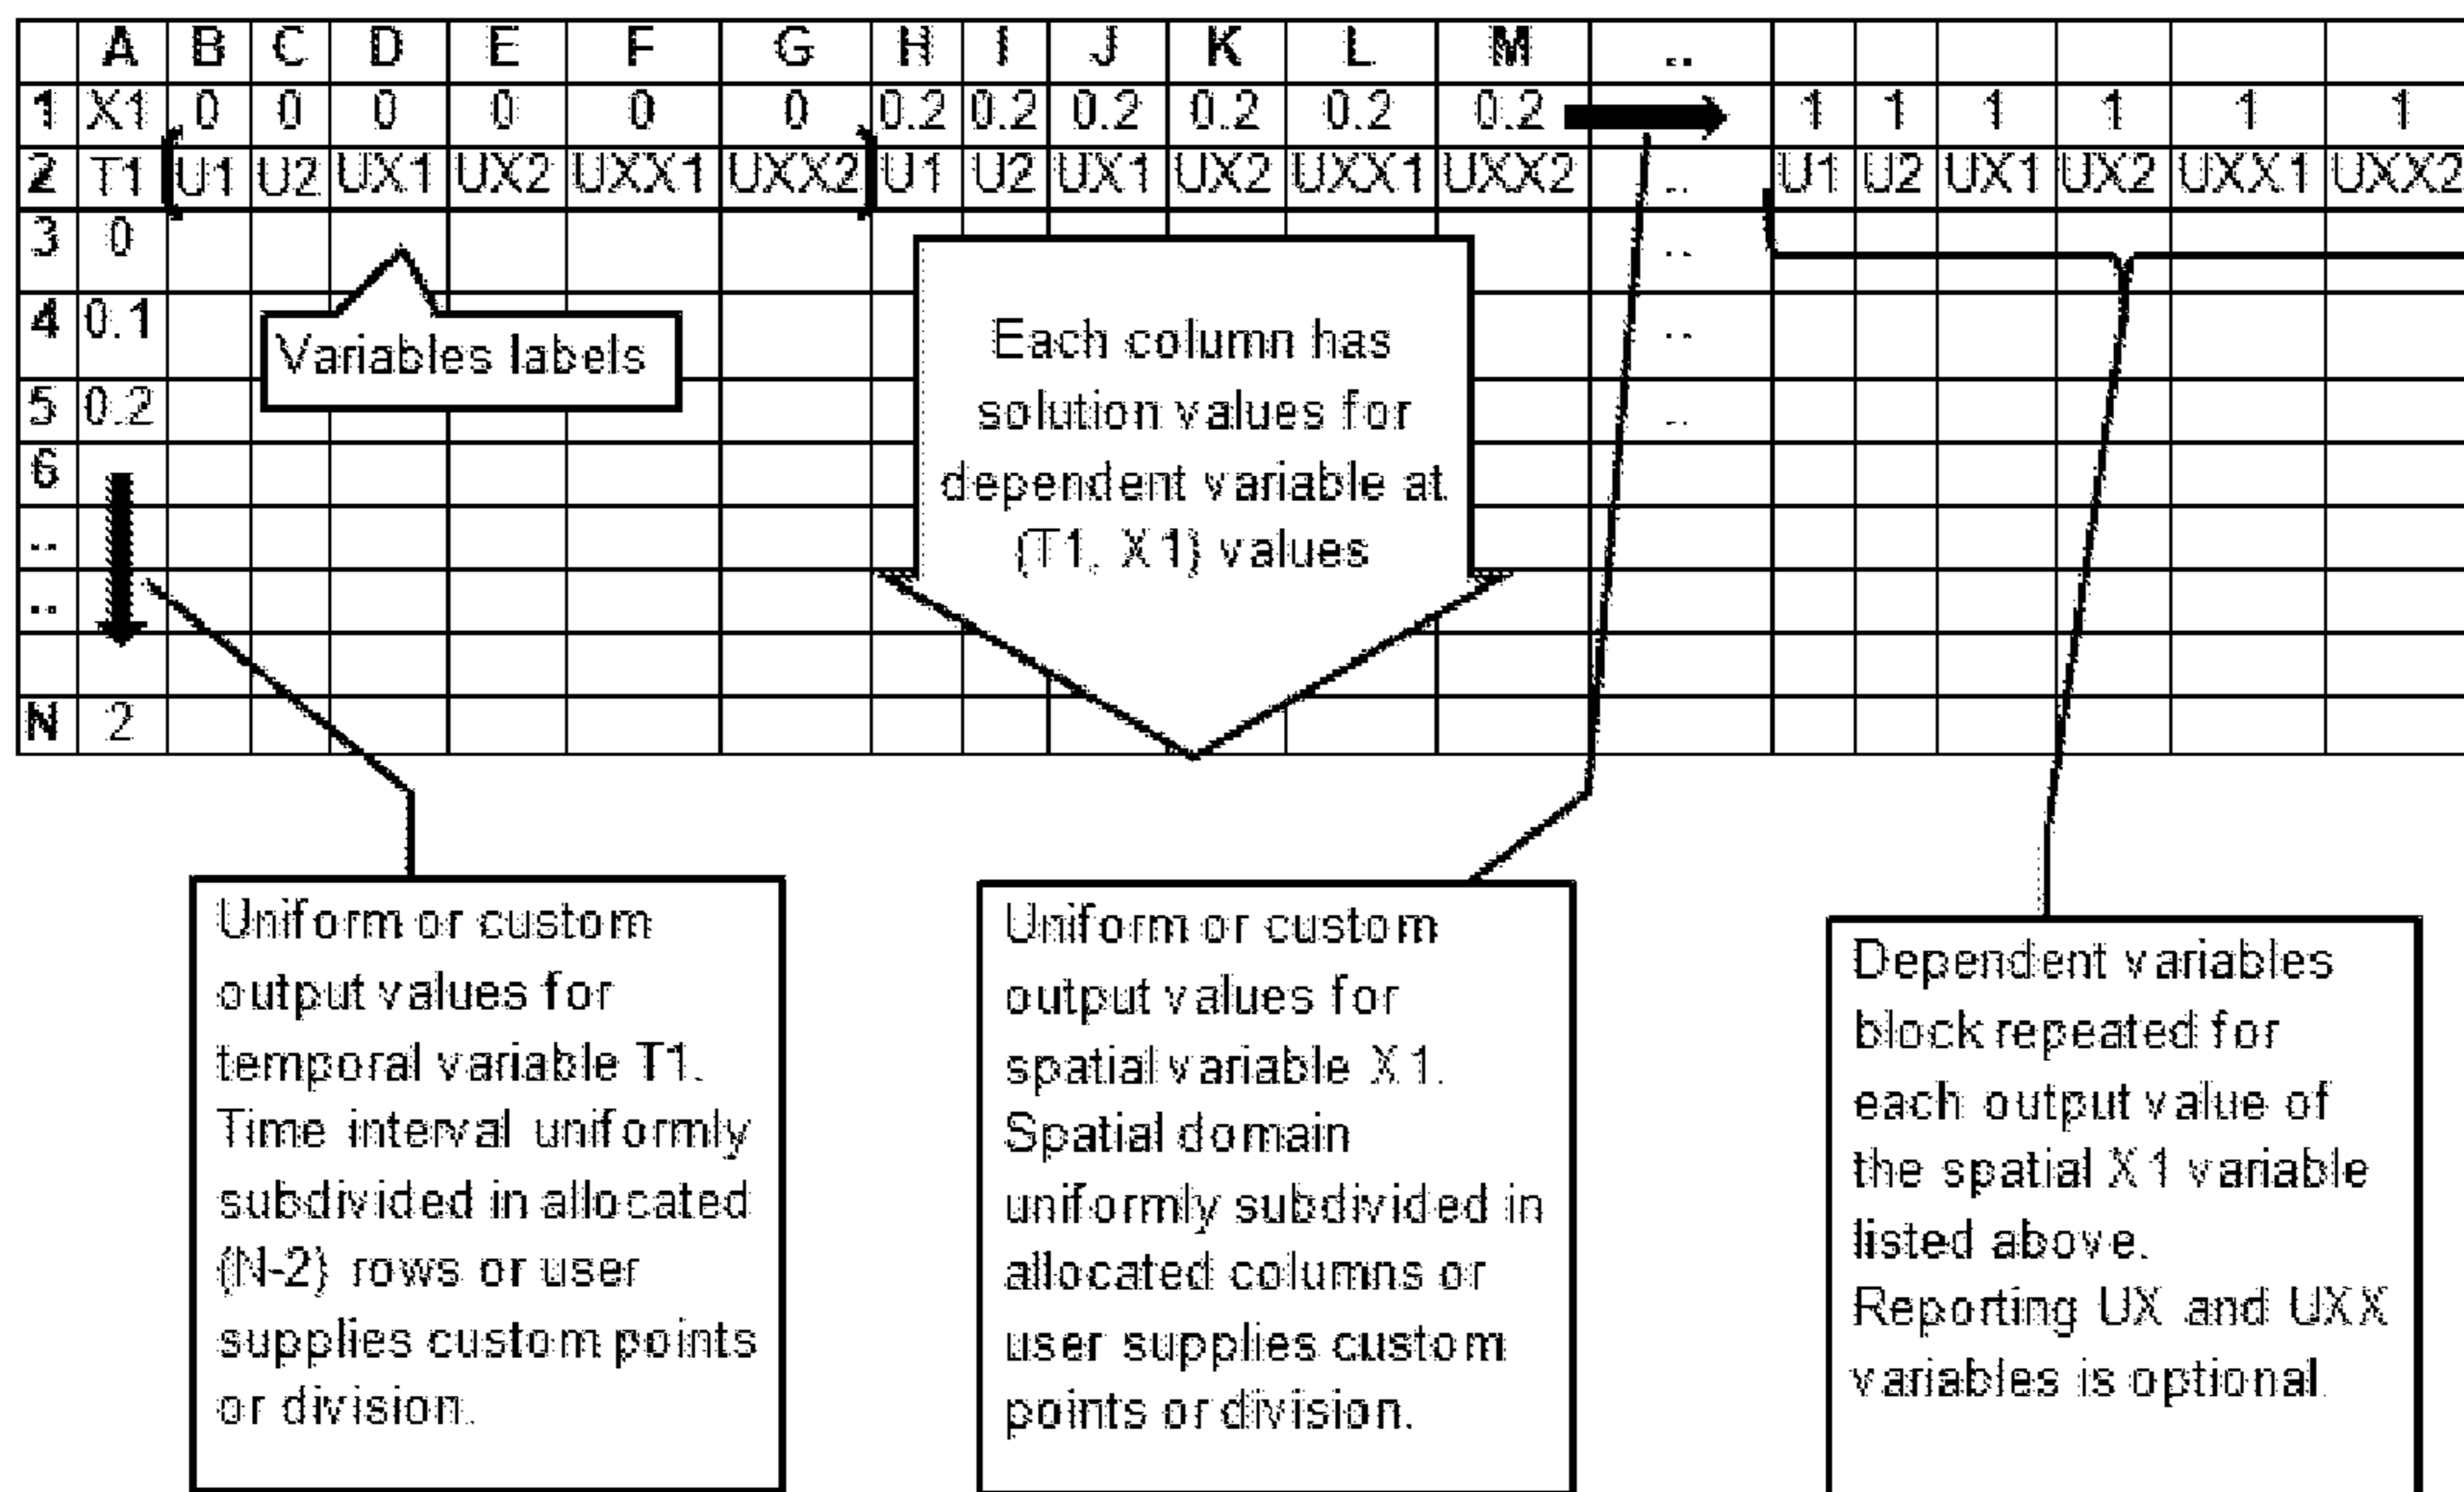 A B C D E F G H I J K L M ..
1 X1 0 0 0 0 0 0 0.2 0.2 0.2 0.2 0.2 0.2 1 1 1 1 1 1
2 T1 U1 U2 UX1 UX2 UXX1 UXX2 U1 U2 UX1 UX2 UXX1 UXX2 .. U1 U2 UX1 UX2 UXX1 UXX2
3 0 ..
4 0.1 ..
5 0.2 ..
6
..
..
N 2
Variables labels
Each column has
solution values for
dependent variable at
(T1, X1) values
Uniform or custom
output values for
temporal variable T1.
Time interval uniformly
subdivided in allocated
(N-2) rows or user
supplies custom points
or division.
Uniform or custom
output values for
spatial variable X1.
Spatial domain
uniformly subdivided in
allocated columns or
user supplies custom
points or division.
Dependent variables
block repeated for
each output value of
the spatial X1 variable
listed above.
Reporting UX and UXX
variables is optional.